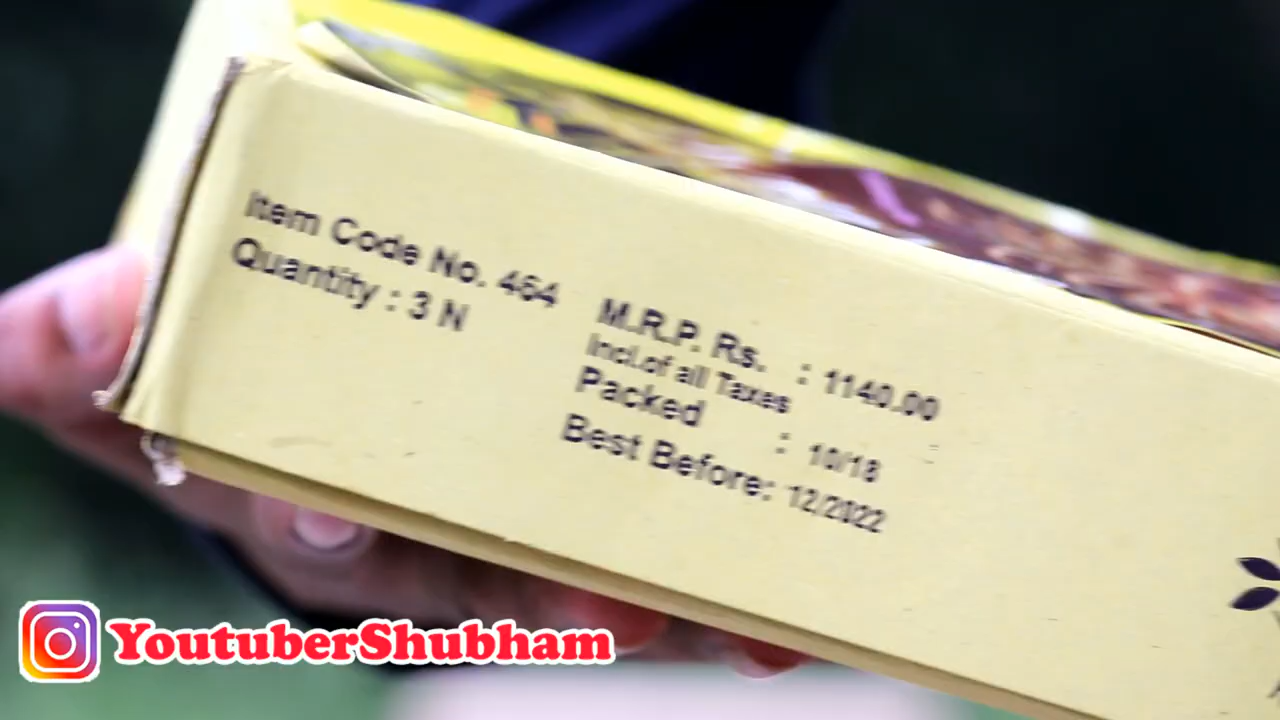 Item Code No. 464
Quantity : 3 N
M.R.P. Rs. : 1140.00
Incl.of all Taxes
Packed : 10/18
Best Before: 12/2022
YoutuberShubham